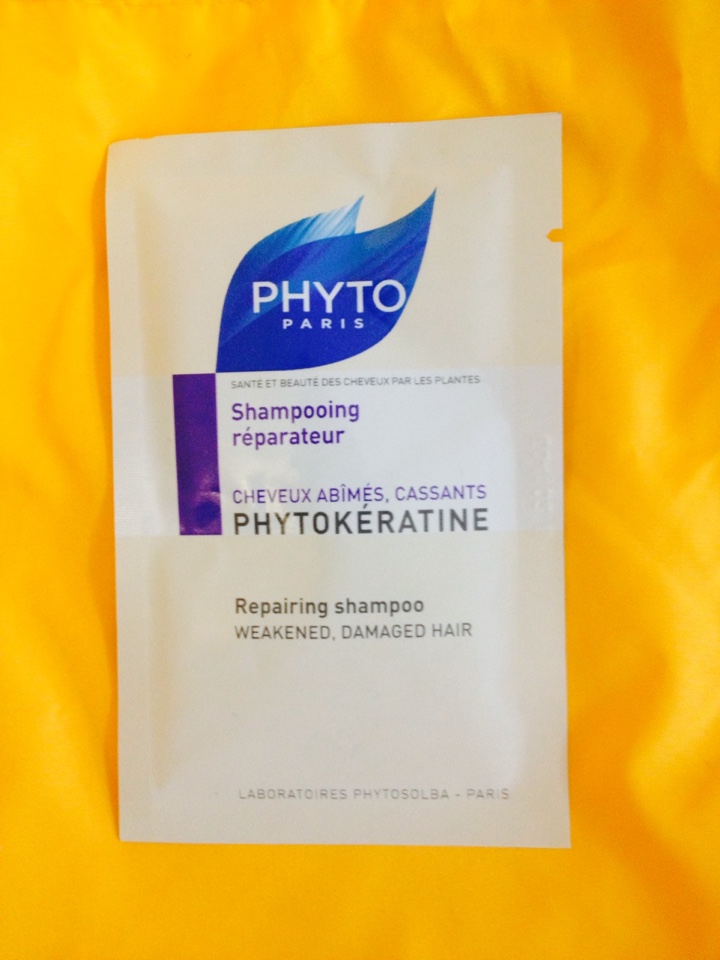 PHYTO
PARIS
SANTÉ ET BEAUTÉ DES CHEVEUX PAR LES PLANTES
Shampooing
réparateur
CHEVEUX ABÎMÉS, CASSANTS
PHYTOKÉRATINE
Repairing shampoo
WEAKENED, DAMAGED HAIR
LABORATOIRES PHYTOSOLBA - PARIS